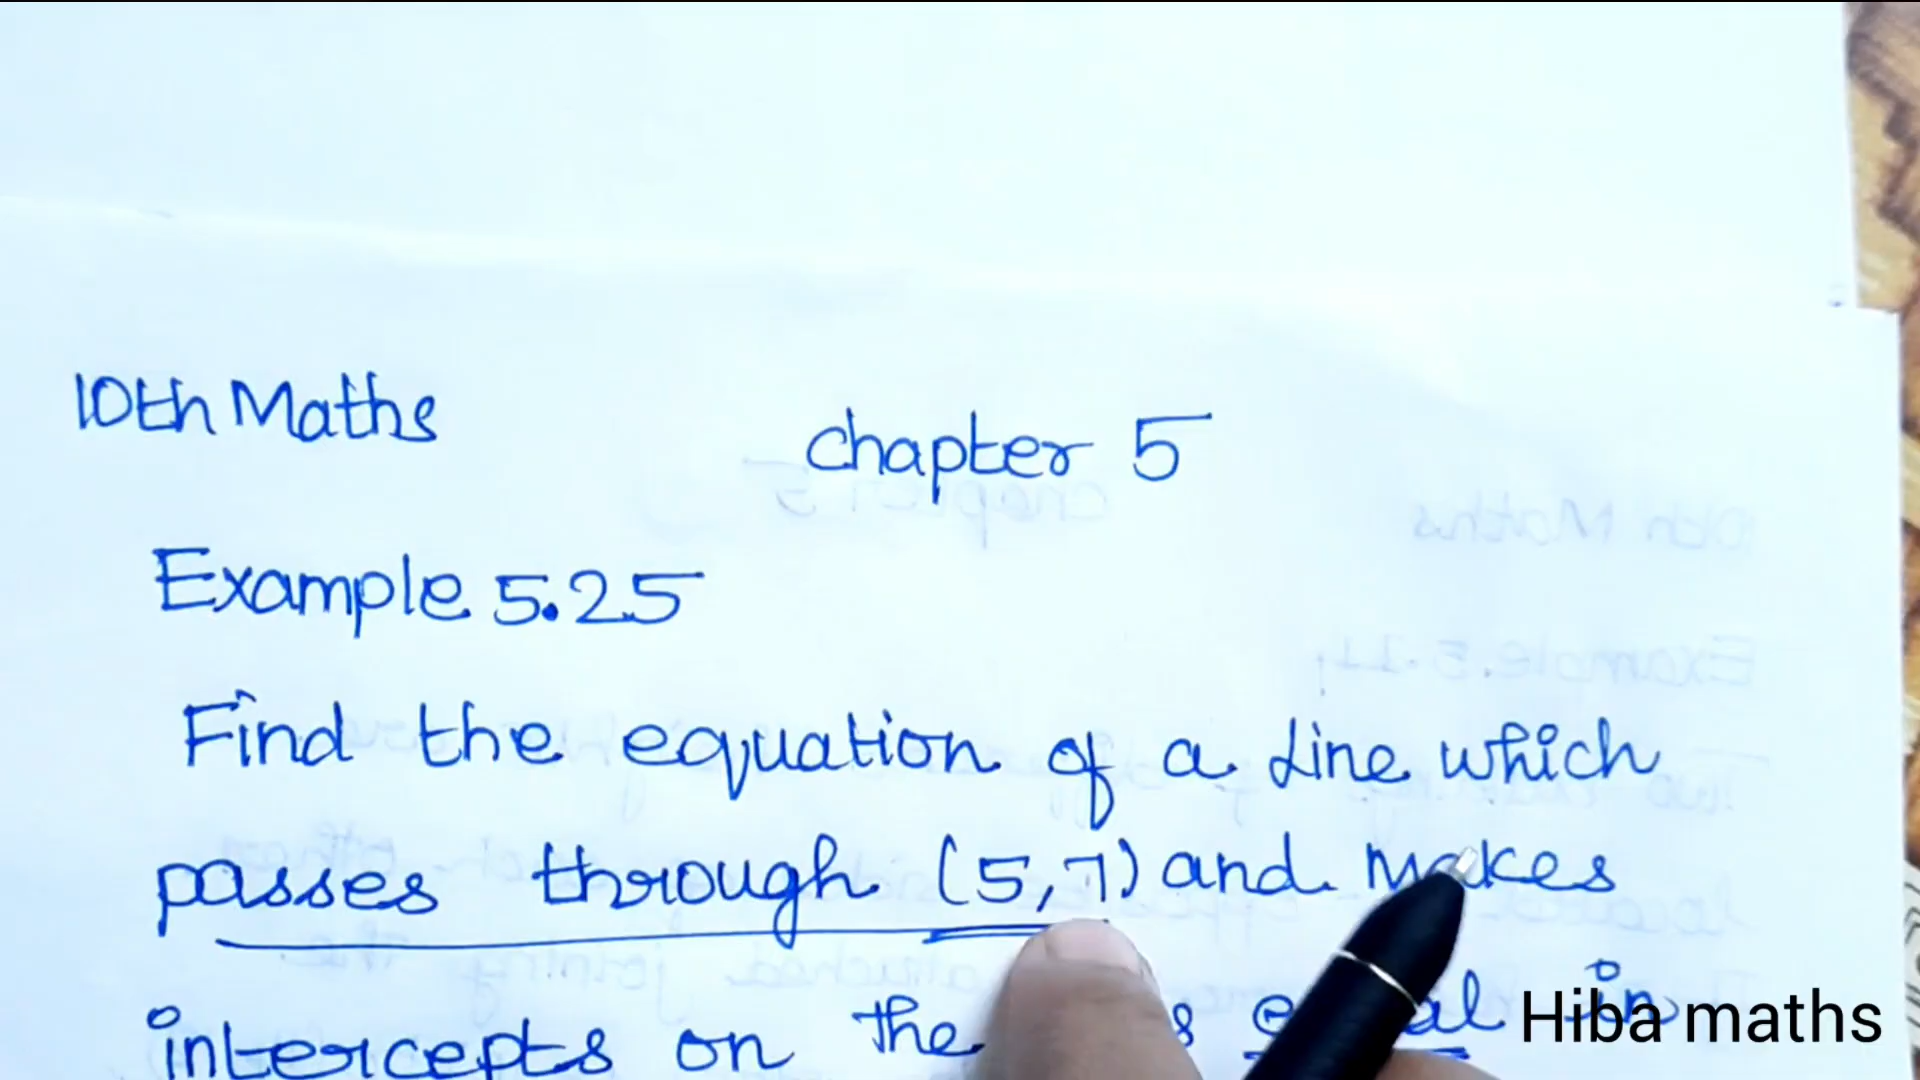 10th Maths
chapter 5
Example 5.25
Find the equation of a line which
passes through (5,7) and makes
intercepts on the in
Hiba maths